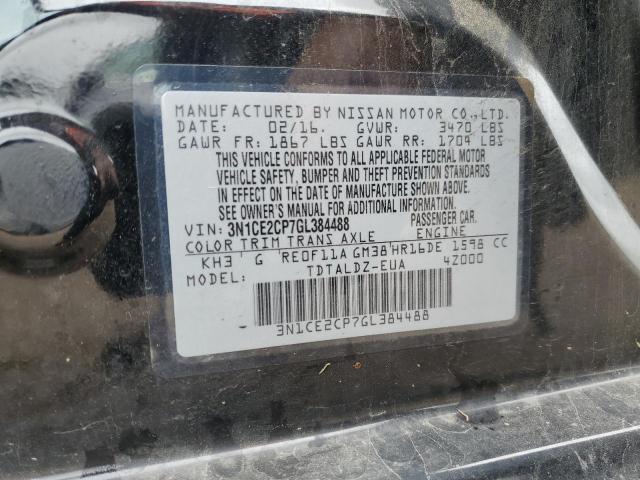 MANUFACTURED BY NISSAN MOTOR CO.,LTD.
DATE: 02/16. GVWR: 3470 LBS
GAWR FR: 1867 LBS GAWR RR: 1709 LBS
THIS VEHICLE CONFORMS TO ALL APPLICABLE FEDERAL MOTOR
VEHICLE SAFETY, BUMPER AND THEFT PREVENTION STANDARDS
IN EFFECT ON THE DATE OF MANUFACTURE SHOWN ABOVE.
SEE OWNER'S MANUAL FOR ADDITIONAL INFORMATION.
VIN: 3N1CE2CP7GL384488 PASSENGER CAR.
COLOR TRIM TRANS AXLE ENGINE
KH3 G RE0F11A GM38 HR16DE 1598 CC
MODEL: TDTALDZ-EUA 4Z000
3N1CE2CP7GL384488